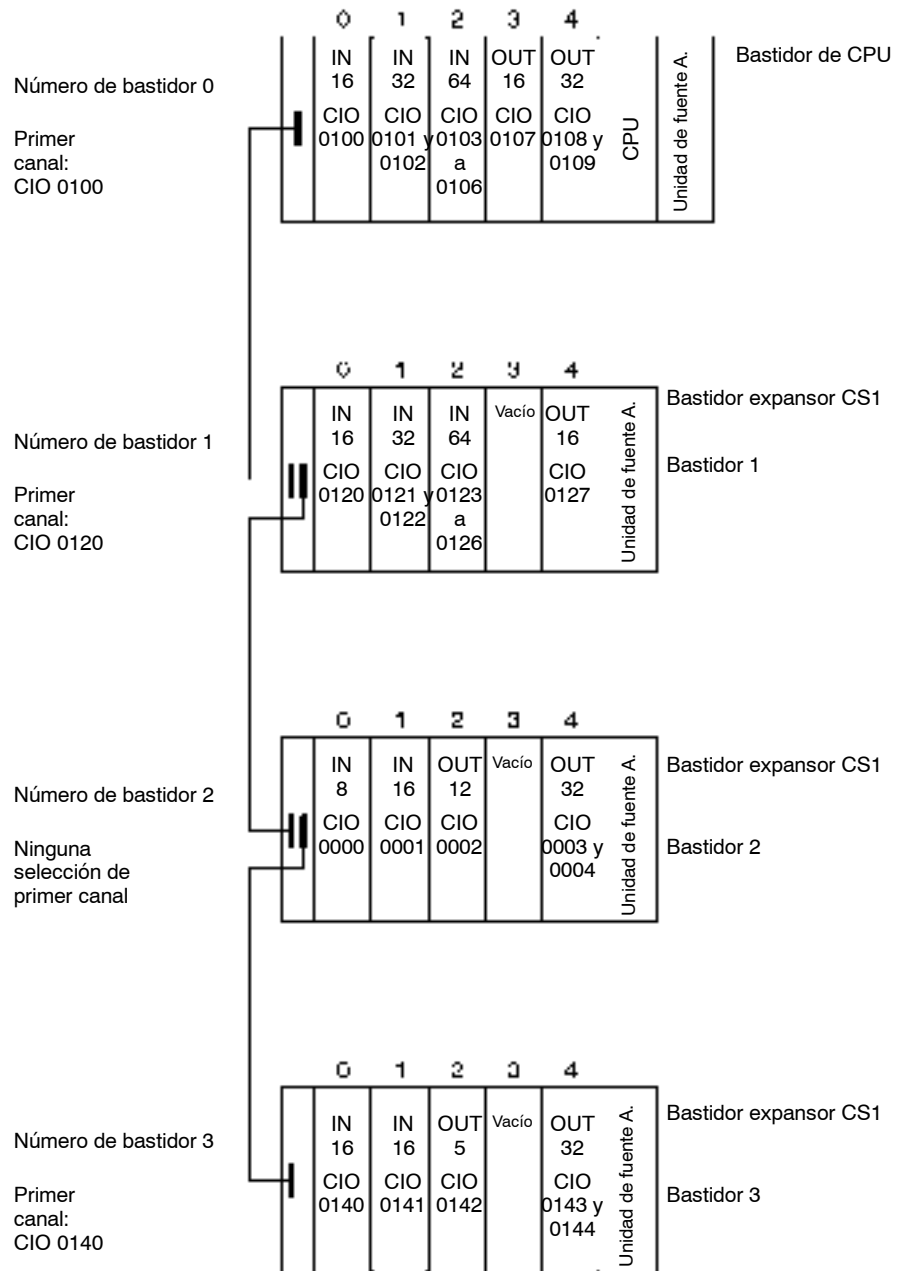 0 1 2 3 4
Bastidor de CPU
Número de bastidor 0
Primer
canal:
CIO 0100
IN
16
CIO
0100
IN
32
CIO
0101 y
0102
IN
64
CIO
0103
a
0106
OUT
16
CIO
0107
OUT
32
CIO
0108 y
0109
CPU
Unidad de fuente A.
0 1 2 3 4
Bastidor expansor CS1
Bastidor 1
Número de bastidor 1
Primer
canal:
CIO 0120
IN
16
CIO
0120
IN
32
CIO
0121 y
0122
IN
64
CIO
0123
a
0126
Vacío
OUT
16
CIO
0127
Unidad de fuente A.
0 1 2 3 4
Bastidor expansor CS1
Bastidor 2
Número de bastidor 2
Ninguna
selección de
primer canal
IN
8
CIO
0000
IN
16
CIO
0001
OUT
12
CIO
0002
Vacío
OUT
32
CIO
0003 y
0004
Unidad de fuente A.
0 1 2 3 4
Bastidor expansor CS1
Bastidor 3
Número de bastidor 3
Primer
canal:
CIO 0140
IN
16
CIO
0140
IN
16
CIO
0141
OUT
5
CIO
0142
Vacío
OUT
32
CIO
0143 y
0144
Unidad de fuente A.